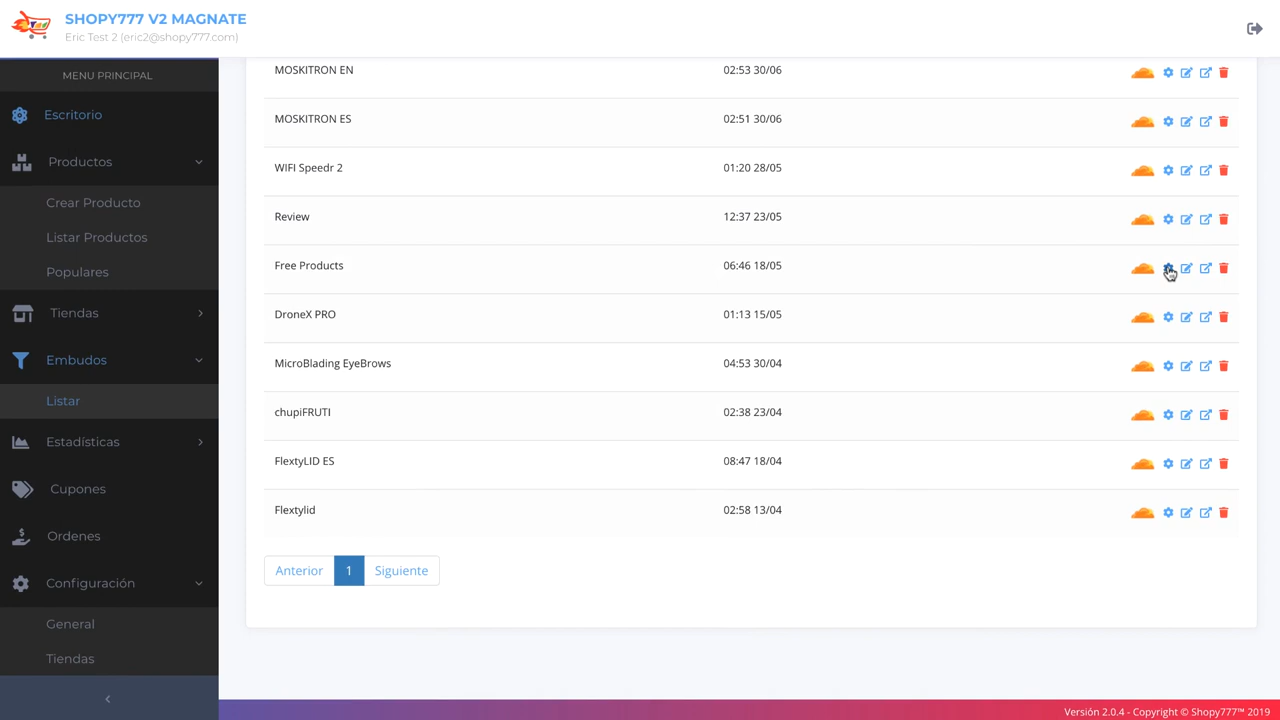 SHOPY777 V2 MAGNATE
Eric Test 2 (eric2@shopy777.com)
MENU PRINCIPAL
Escritorio
Productos
Crear Producto
Listar Productos
Populares
Tiendas
Embudos
Listar
Estadísticas
Cupones
Ordenes
Configuración
General
Tiendas
MOSKITRON EN 02:53 30/06
MOSKITRON ES 02:51 30/06
WIFI Speedr 2 01:20 28/05
Review 12:37 23/05
Free Products 06:46 18/05
DroneX PRO 01:13 15/05
MicroBlading EyeBrows 04:53 30/04
chupiFRUTI 02:38 23/04
FlextyLID ES 08:47 18/04
Flextylid 02:58 13/04
Anterior 1 Siguiente
Versión 2.0.4 - Copyright © Shopy777™ 2019